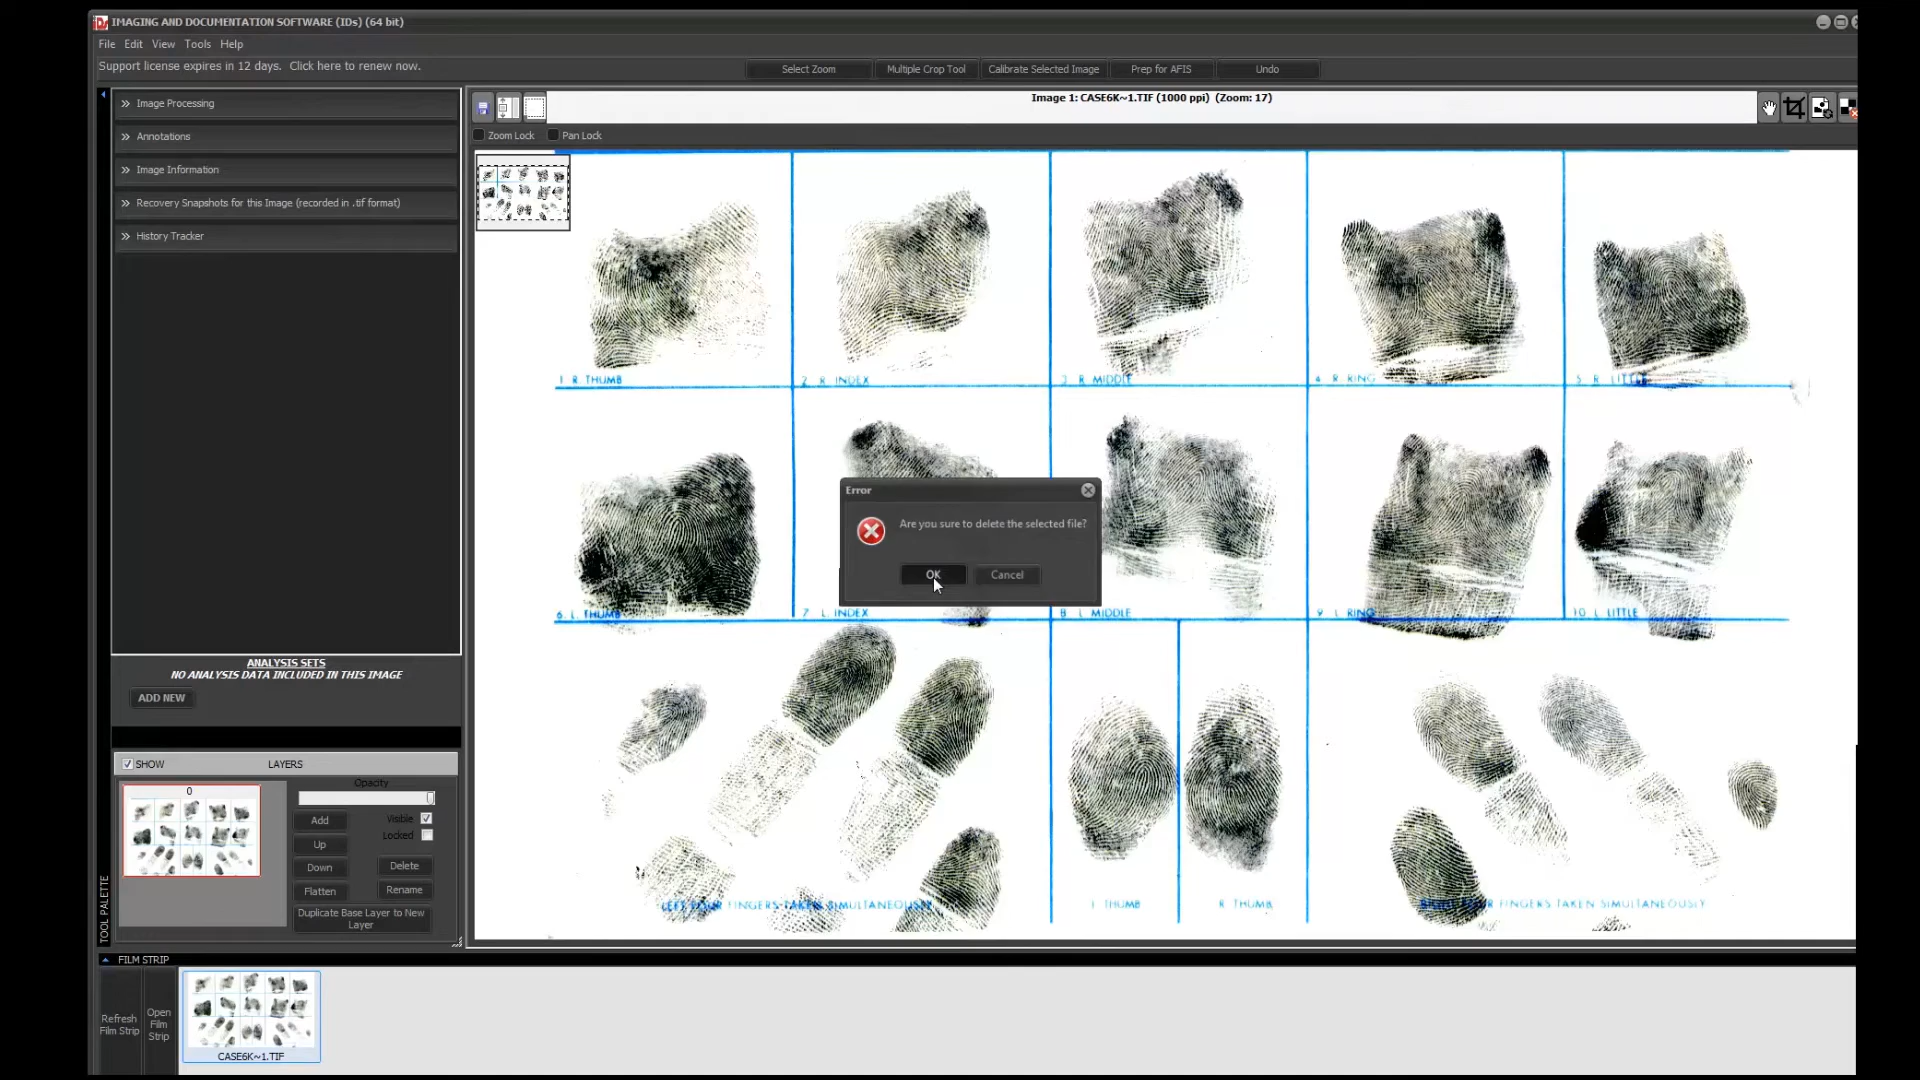 IMAGING AND DOCUMENTATION SOFTWARE (IDs) (64 bit)
File Edit View Tools Help
Support license expires in 12 days. Click here to renew now.
Select Zoom
Multiple Crop Tool
Calibrate Selected Image
Prep for AFIS
Undo
Image Processing
Annotations
Image Information
Recovery Snapshots for this Image (recorded in .tif format)
History Tracker
Image 1: CASE6K~1.TIF (1000 ppi) (Zoom: 17)
Zoom Lock
Pan Lock
1 R THUMB
2. R INDEX
3. R MIDDLE
4. R RING
5. R LITTLE
6. L. THUMB
7 L. INDEX
8 L MIDDLE
9 L RING
10 L LITTLE
Error
Are you sure to delete the selected file?
OK
Cancel
LEFT FOUR FINGERS TAKEN SIMULTANEOUSLY
L THUMB
R. THUMB
RIGHT FOUR FINGERS TAKEN SIMULTANEOUSLY
ANALYSIS SETS
NO ANALYSIS DATA INCLUDED IN THIS IMAGE
ADD NEW
SHOW
LAYERS
0
Opacity
Add
Visible
Up
Locked
Down
Delete
Flatten
Rename
Duplicate Base Layer to New
Layer
TOOL PALETTE
FILM STRIP
Refresh
Film Strip
Open
Film
Strip
CASE6K~1.TIF